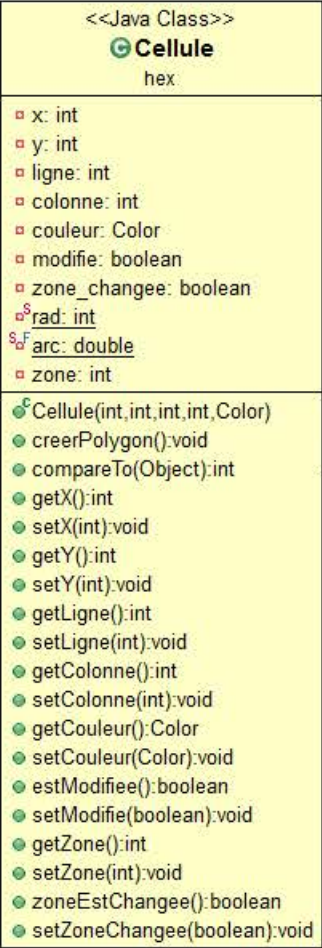 <<Java Class>>
Cellule
hex
x: int
y: int
ligne: int
colonne: int
couleur: Color
modifie: boolean
zone_changee: boolean
S rad: int
S F arc: double
zone: int
C Cellule(int,int,int,int,Color)
creerPolygon():void
compareTo(Object):int
getX():int
setX(int):void
getY():int
setY(int):void
getLigne():int
setLigne(int):void
getColonne():int
setColonne(int):void
getCouleur():Color
setCouleur(Color):void
estModifiee():boolean
setModifie(boolean):void
getZone():int
setZone(int):void
zoneEstChangee():boolean
setZoneChangee(boolean):void